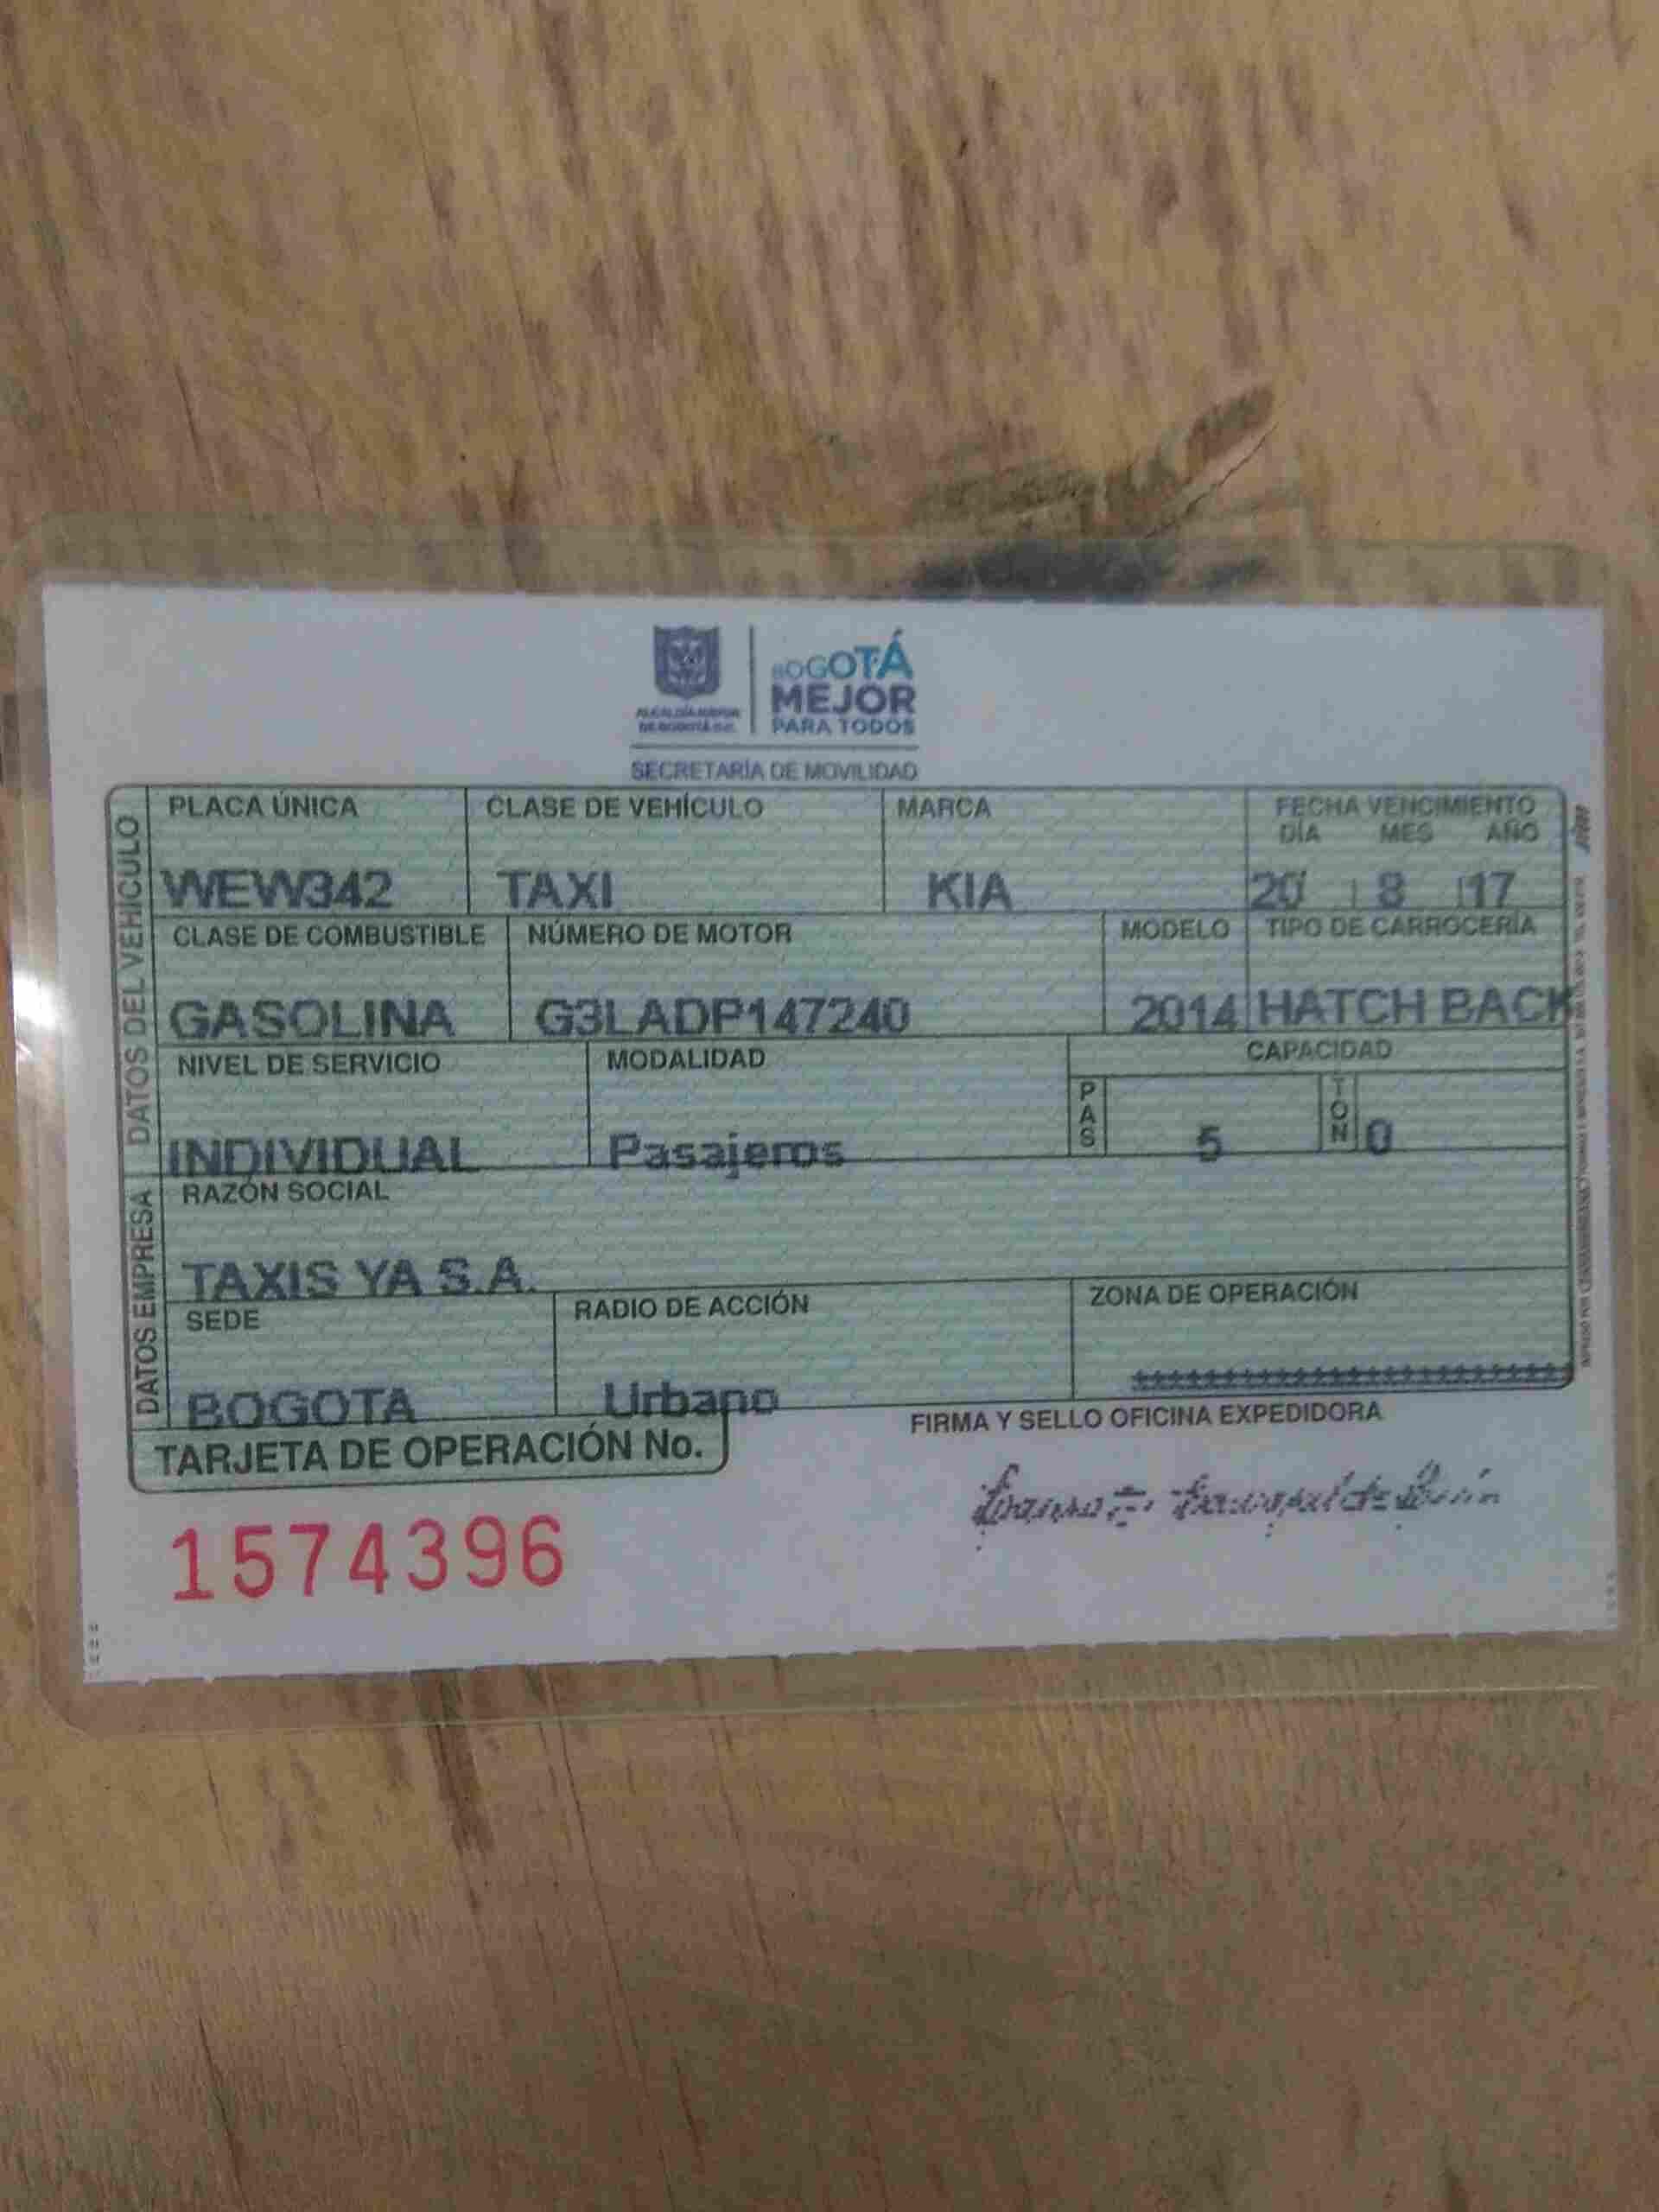 ALCALDÍA MAYOR
DE BOGOTÁ D.C.
BOGOTÁ
MEJOR
PARA TODOS
SECRETARÍA DE MOVILIDAD
DATOS DEL VEHICULO
PLACA ÚNICA CLASE DE VEHÍCULO MARCA FECHA VENCIMIENTO
DÍA MES AÑO
WEW342 TAXI KIA 20 8 17
CLASE DE COMBUSTIBLE NÚMERO DE MOTOR MODELO TIPO DE CARROCERÍA
GASOLINA G3LADP147240 2014 HATCH BACK
NIVEL DE SERVICIO MODALIDAD CAPACIDAD
INDIVIDUAL Pasajeros PAS 5 TON 0
DATOS EMPRESA
RAZÓN SOCIAL
TAXIS YA S.A.
SEDE RADIO DE ACCIÓN ZONA DE OPERACIÓN
BOGOTA Urbano
TARJETA DE OPERACIÓN No. FIRMA Y SELLO OFICINA EXPEDIDORA
1574396